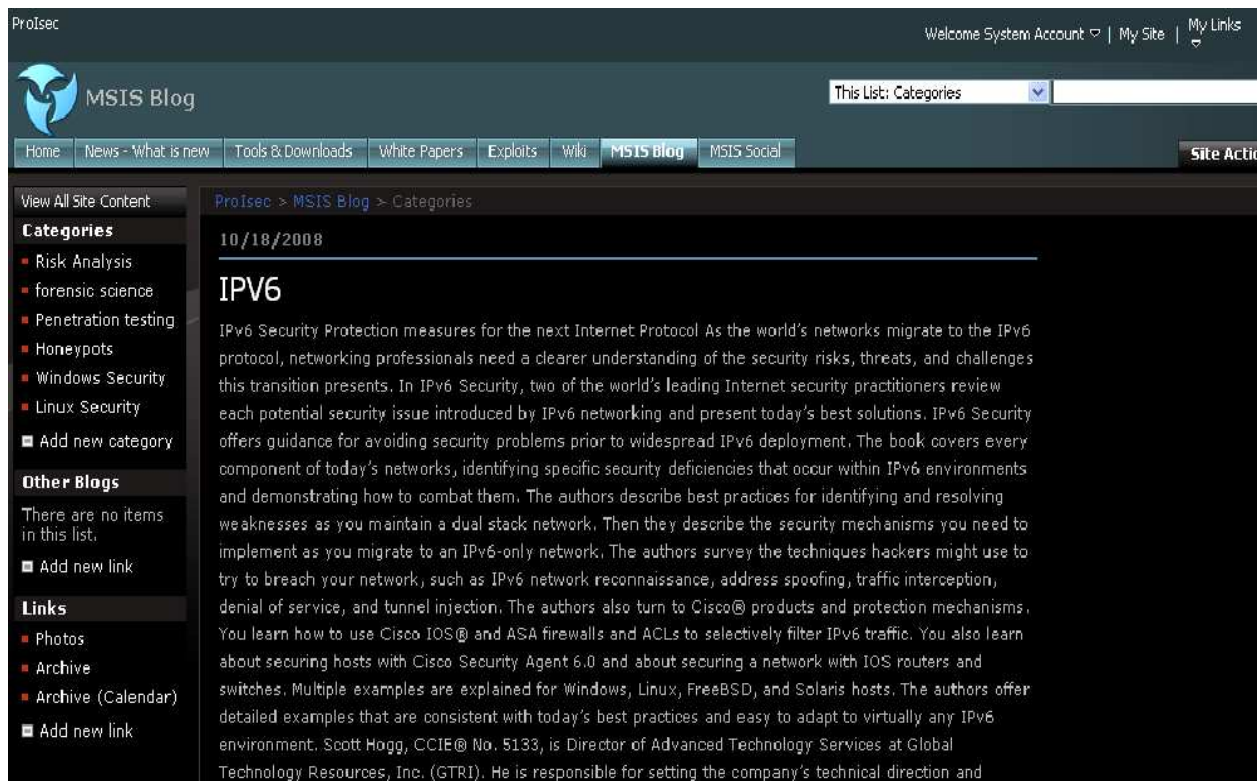 ProIsec
Welcome System Account | My Site | My Links
MSIS Blog
This List: Categories
Home News - What is new Tools & Downloads White Papers Exploits Wiki MSIS Blog MSIS Social
Site Actio
View All Site Content
Categories
Risk Analysis
forensic science
Penetration testing
Honeypots
Windows Security
Linux Security
Add new category
Other Blogs
There are no items
in this list.
Add new link
Links
Photos
Archive
Archive (Calendar)
Add new link
ProIsec > MSIS Blog > Categories
10/18/2008
IPV6
IPv6 Security Protection measures for the next Internet Protocol As the world's networks migrate to the IPv6
protocol, networking professionals need a clearer understanding of the security risks, threats, and challenges
this transition presents. In IPv6 Security, two of the world's leading Internet security practitioners review
each potential security issue introduced by IPv6 networking and present today's best solutions. IPv6 Security
offers guidance for avoiding security problems prior to widespread IPv6 deployment. The book covers every
component of today's networks, identifying specific security deficiencies that occur within IPv6 environments
and demonstrating how to combat them. The authors describe best practices for identifying and resolving
weaknesses as you maintain a dual stack network. Then they describe the security mechanisms you need to
implement as you migrate to an IPv6-only network. The authors survey the techniques hackers might use to
try to breach your network, such as IPv6 network reconnaissance, address spoofing, traffic interception,
denial of service, and tunnel injection. The authors also turn to Cisco® products and protection mechanisms.
You learn how to use Cisco IOS® and ASA firewalls and ACLs to selectively filter IPv6 traffic. You also learn
about securing hosts with Cisco Security Agent 6.0 and about securing a network with IOS routers and
switches. Multiple examples are explained for Windows, Linux, FreeBSD, and Solaris hosts. The authors offer
detailed examples that are consistent with today's best practices and easy to adapt to virtually any IPv6
environment. Scott Hogg, CCIE® No. 5133, is Director of Advanced Technology Services at Global
Technology Resources, Inc. (GTRI). He is responsible for setting the company's technical direction and